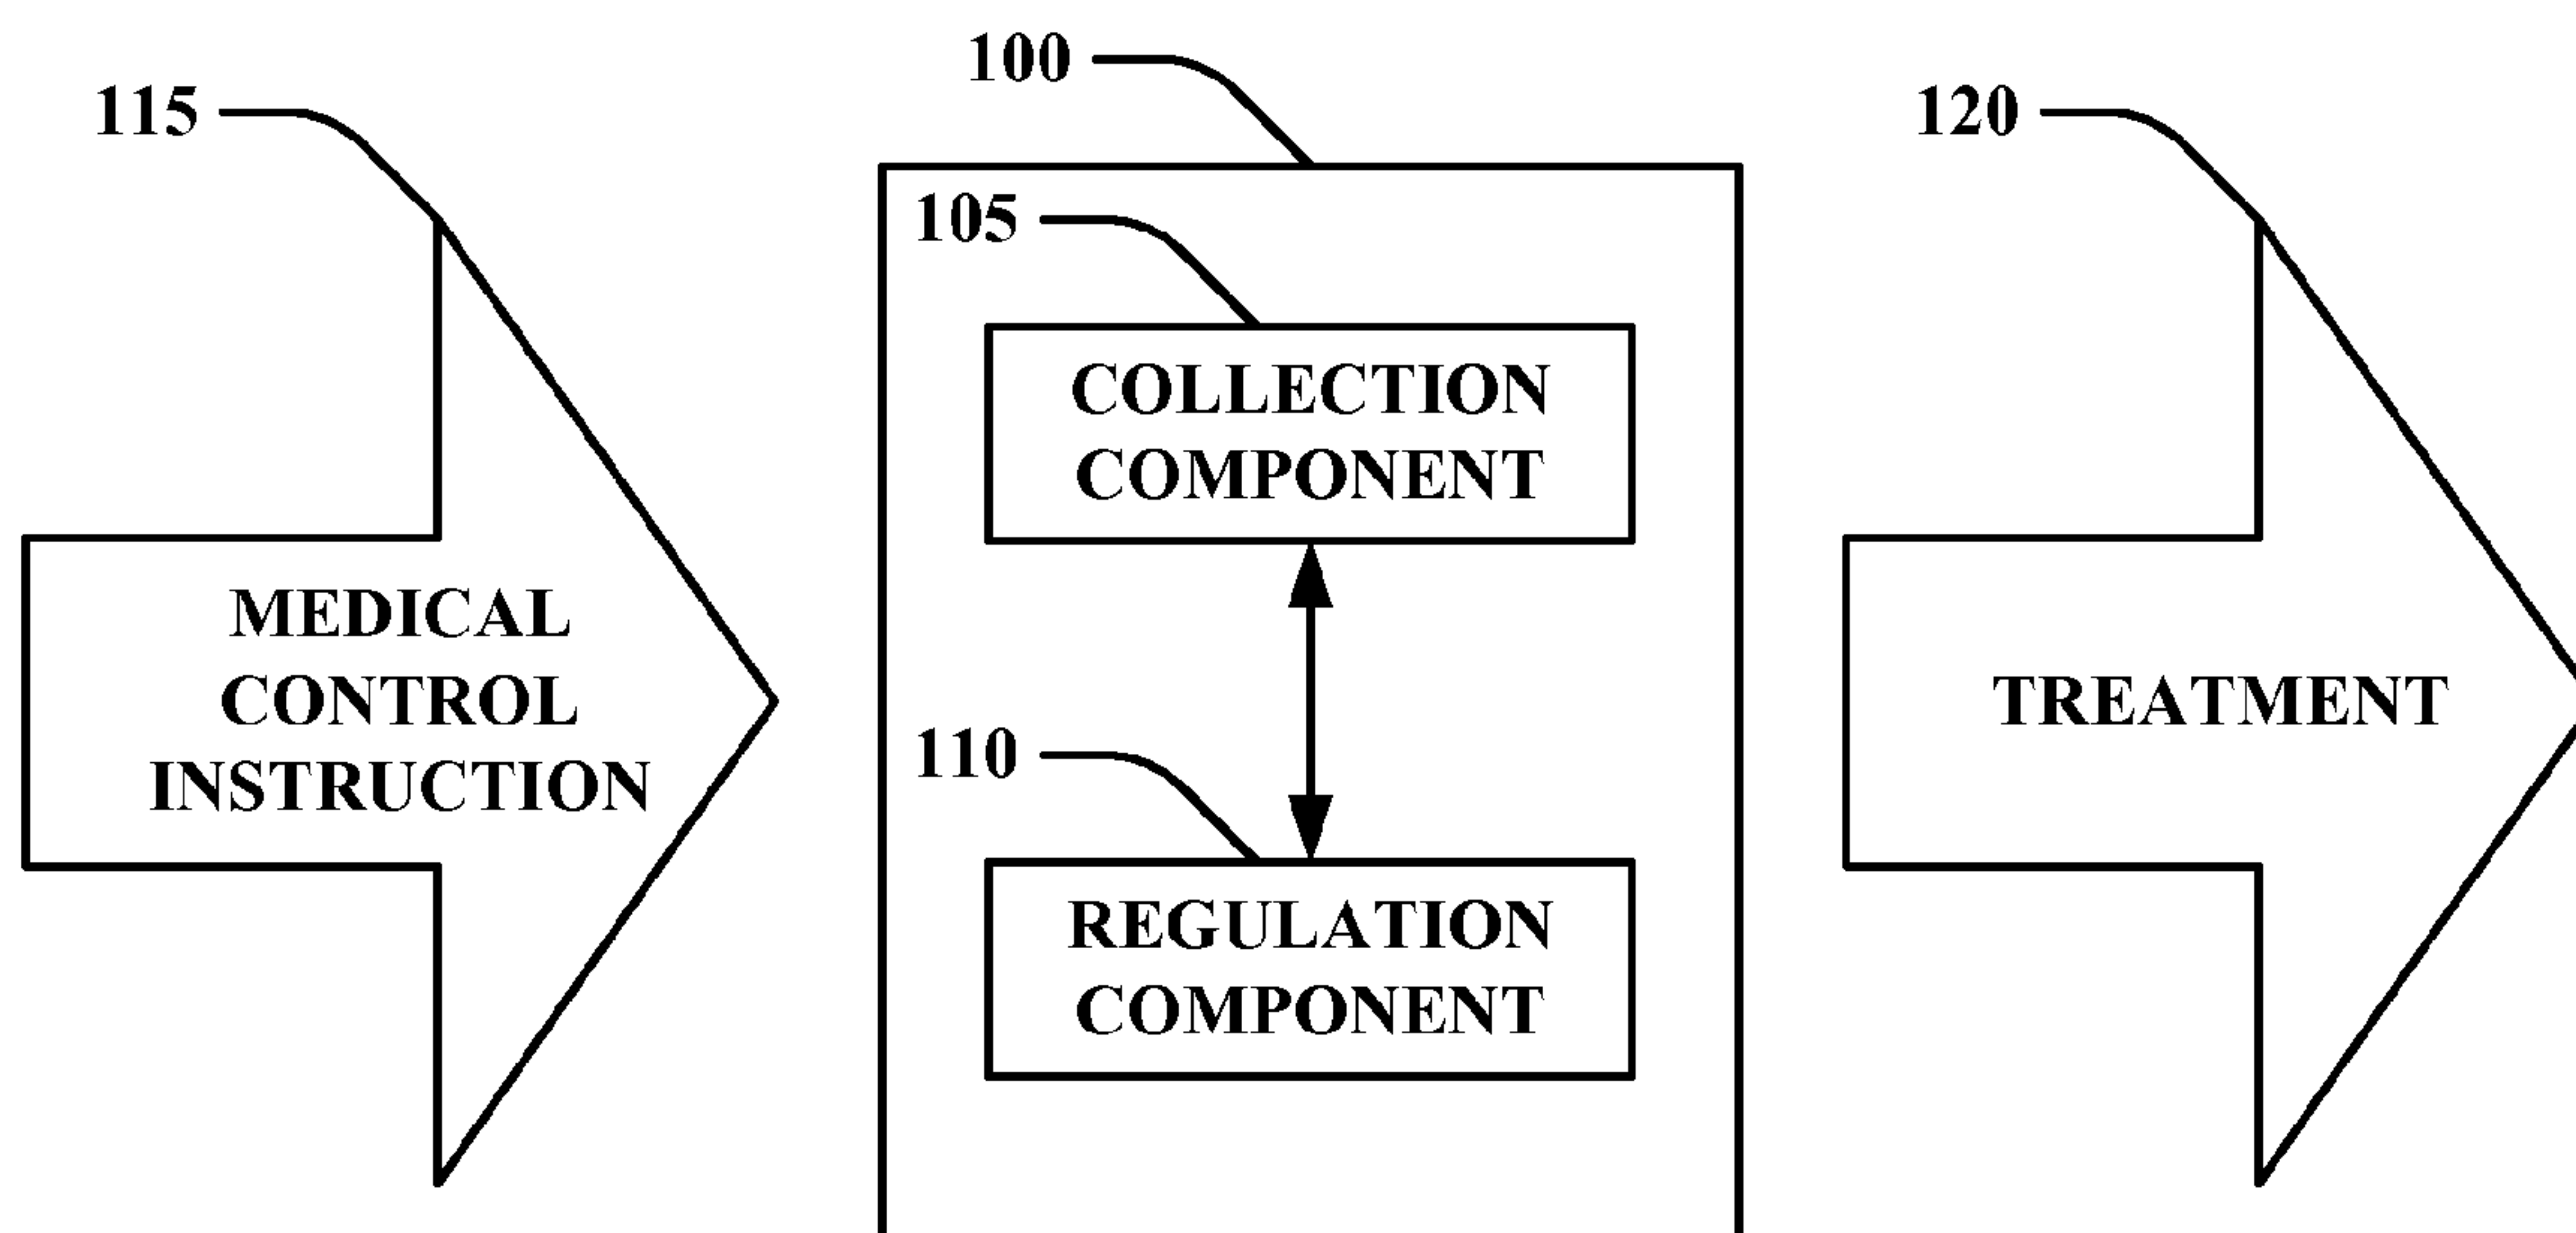 100
115
120
105
COLLECTION
COMPONENT
MEDICAL
CONTROL
INSTRUCTION
TREATMENT
110
REGULATION
COMPONENT